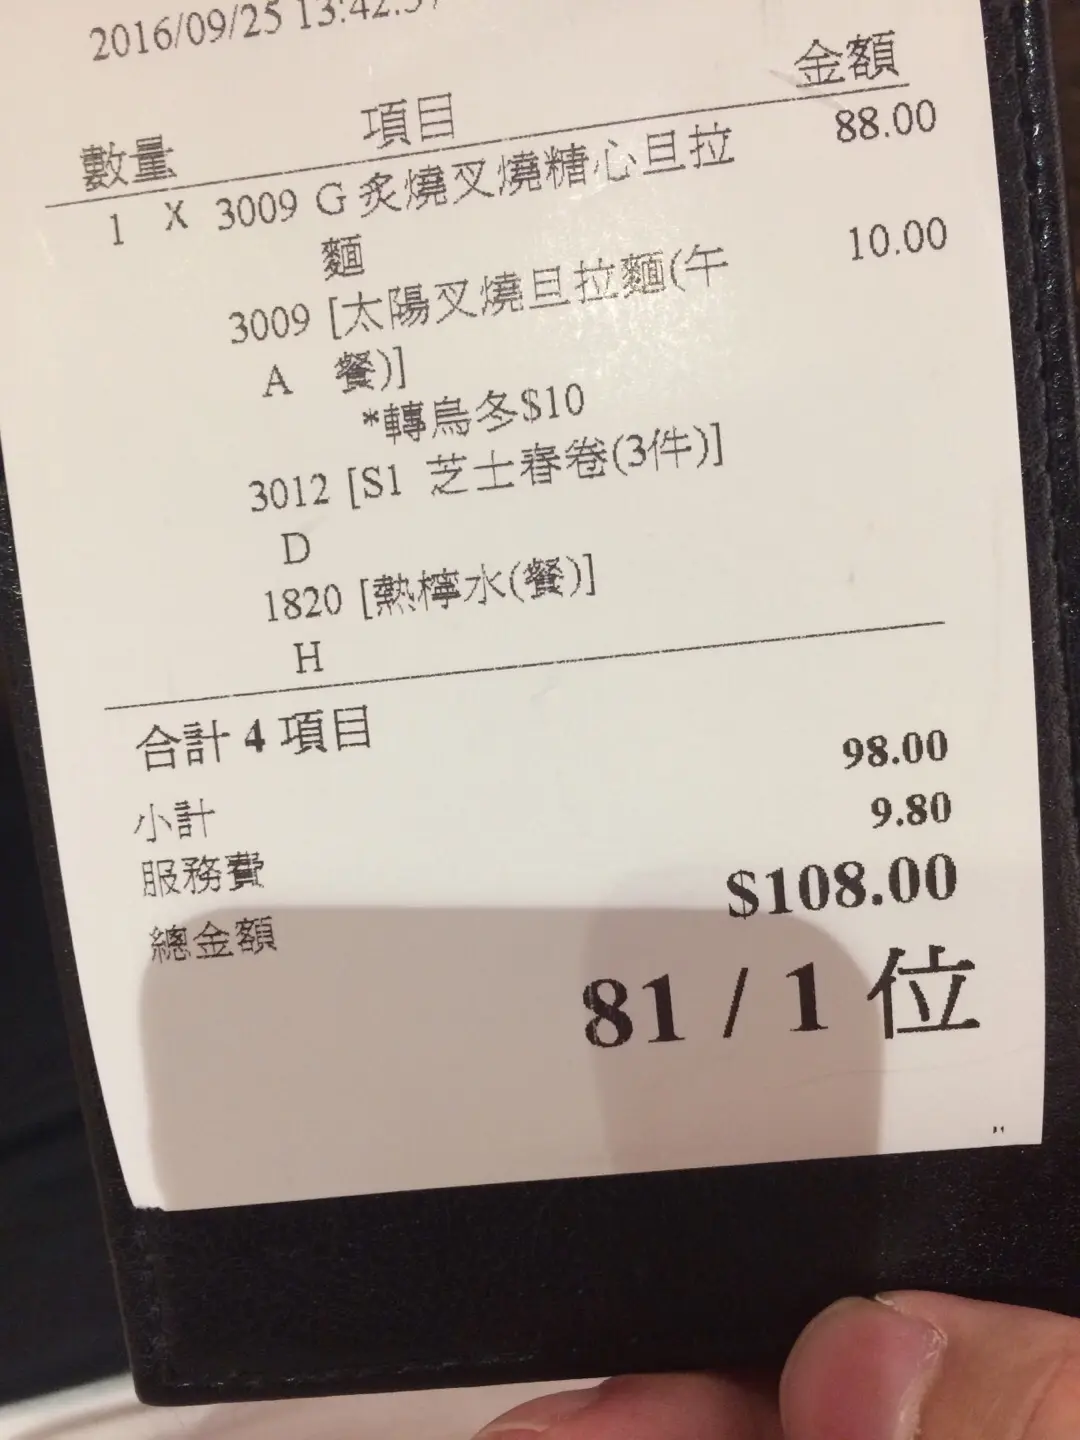 2016/09/25 13:42:37
數量 項目 金額
1 X 3009 G 炙燒叉燒糖心旦拉 88.00
麵
3009 [太陽叉燒旦拉麵(午 10.00
A 餐)]
*轉烏冬$10
3012 [S1 芝士春卷(3件)]
D
1820 [熱檸水(餐)]
H
合計 4 項目
98.00
小計
9.80
服務費
$108.00
總金額
81 / 1 位